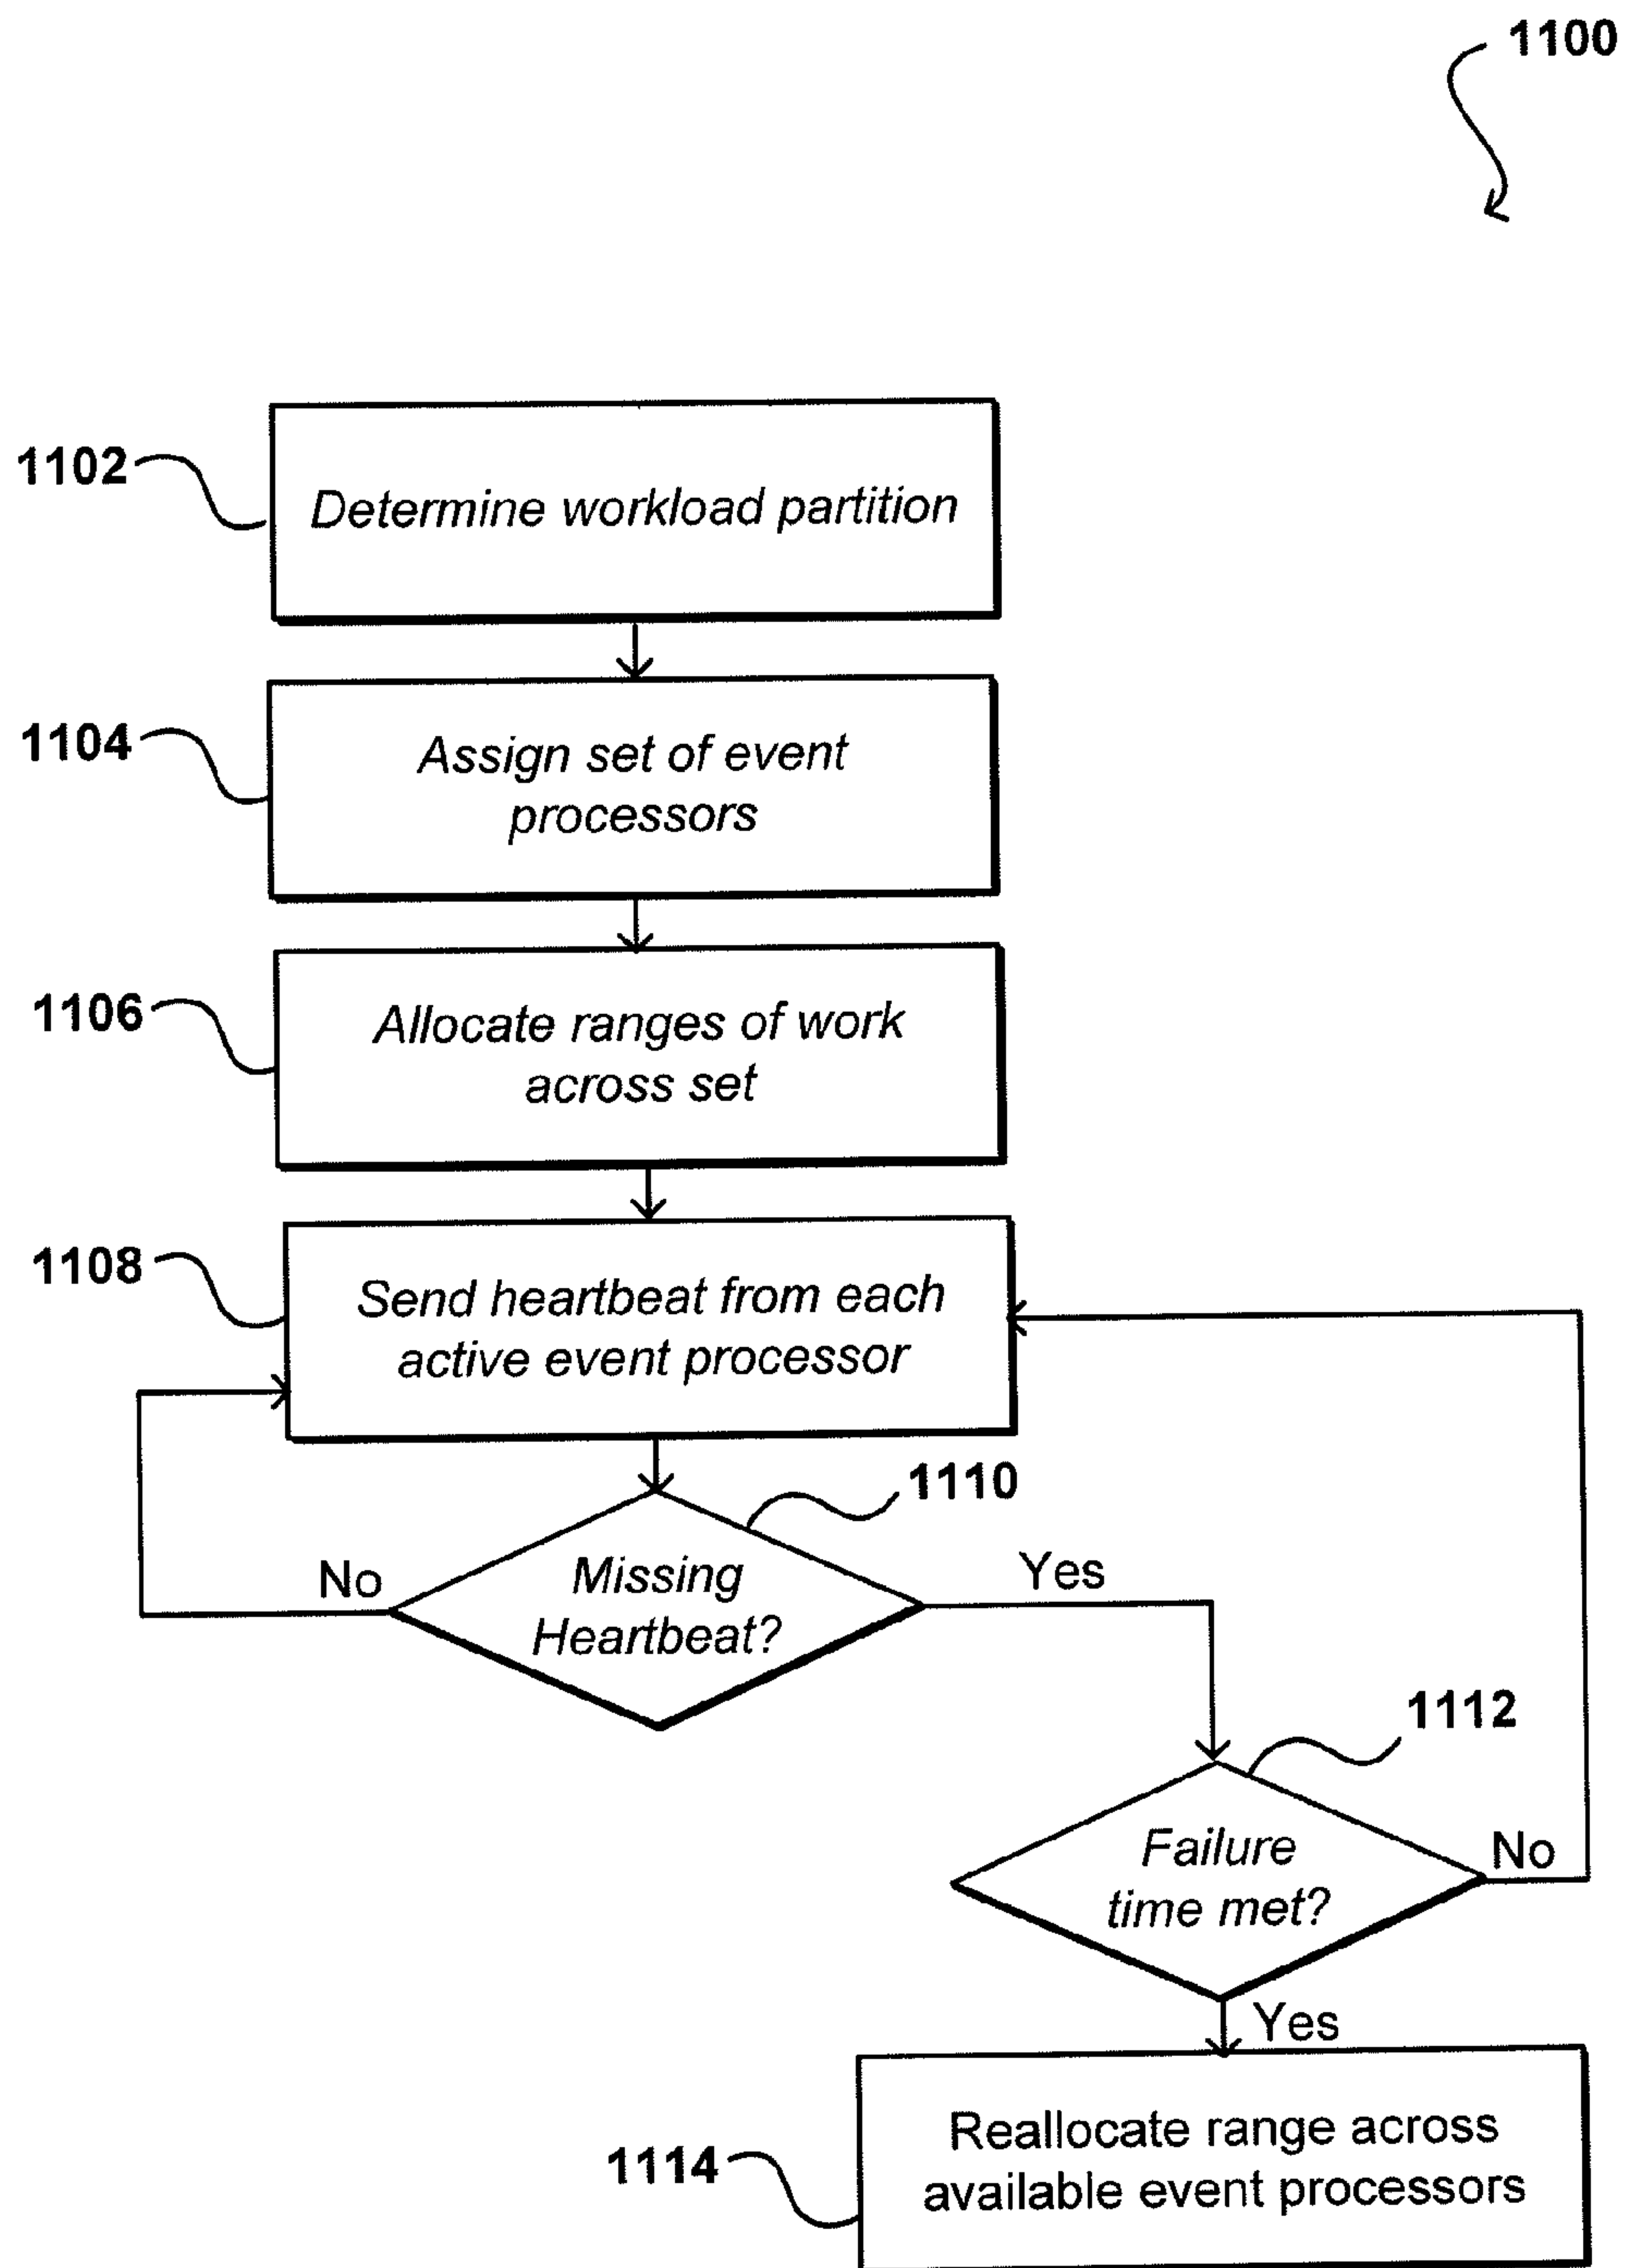 1100
1102
Determine workload partition
1104
Assign set of event
processors
1106
Allocate ranges of work
across set
1108
Send heartbeat from each
active event processor
1110
No
Missing
Heartbeat?
Yes
1112
Failure
time met?
No
Yes
1114
Reallocate range across
available event processors